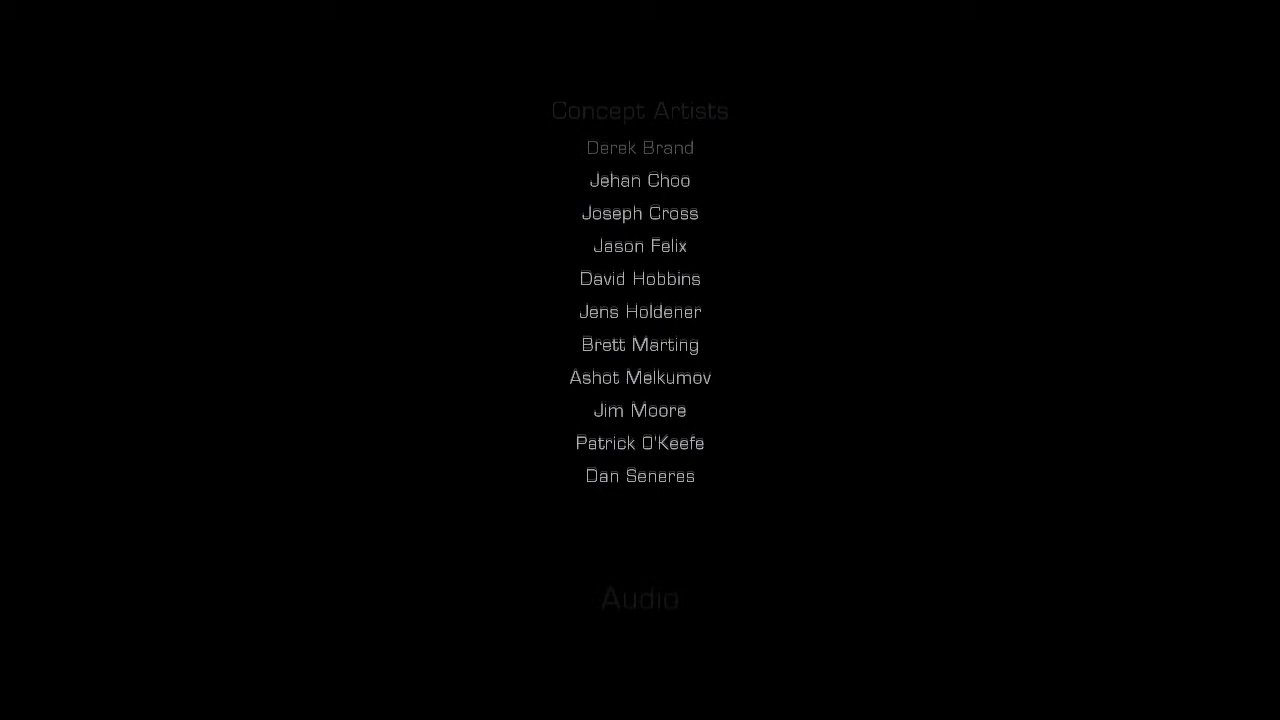 Concept Artists
Derek Brand
Jehan Choo
Joseph Cross
Jason Felix
David Hobbins
Jens Holdener
Brett Marting
Ashot Melkumov
Jim Moore
Patrick O'Keefe
Dan Seneres
Audio